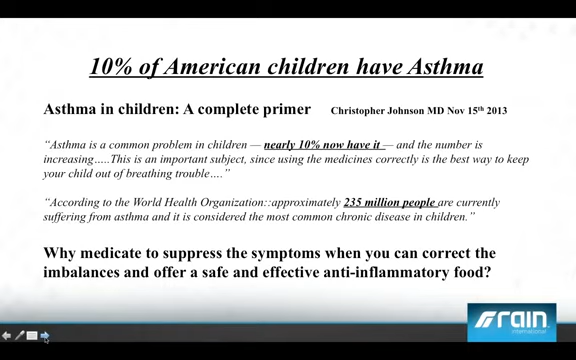 10% of American children have Asthma
Asthma in children: A complete primer Christopher Johnson MD Nov 15th 2013
“Asthma is a common problem in children — nearly 10% now have it — and the number is
increasing…..This is an important subject, since using the medicines correctly is the best way to keep
your child out of breathing trouble….”
“According to the World Health Organization::approximately 235 million people are currently
suffering from asthma and it is considered the most common chronic disease in children.”
Why medicate to suppress the symptoms when you can correct the
imbalances and offer a safe and effective anti-inflammatory food?
rain
international